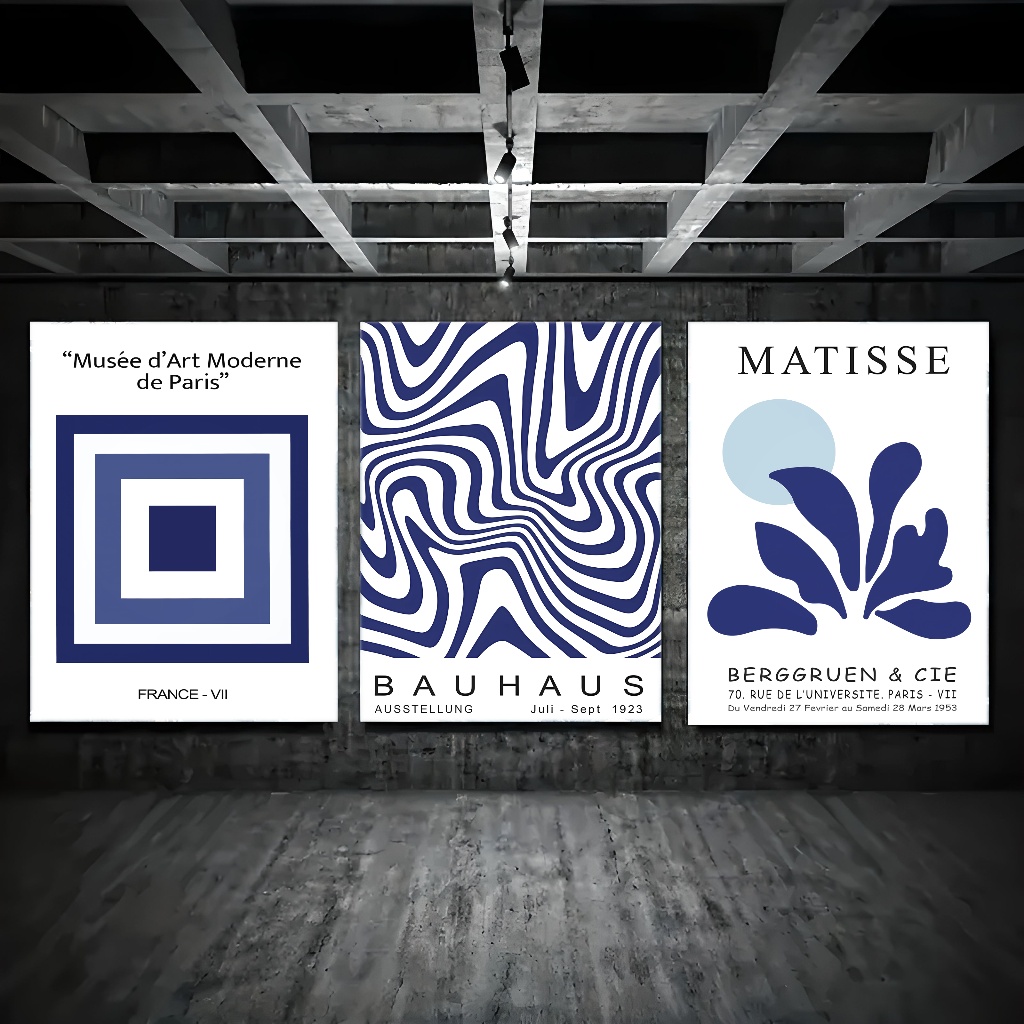 “Musée d’Art Moderne
de Paris”
FRANCE - VII
BAUHAUS
AUSSTELLUNG Juli - Sept 1923
MATISSE
BERGGRUEN & CIE
70. RUE DE L'UNIVERSITE. PARIS - VII
Du Vendredi 27 Fevrier au Samedi 28 Mars 1953